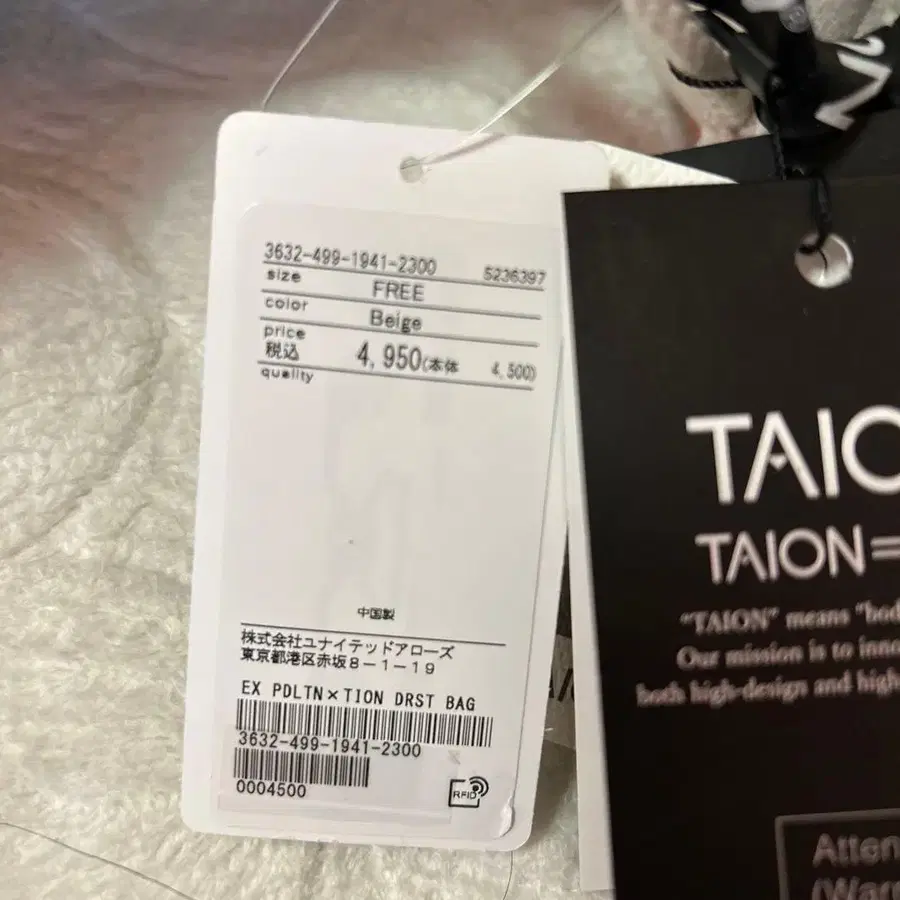 3632-499-1941-2300 5236397
size FREE
color Beige
price
税込 4,950(本体 4,500)
quality
中国製
株式会社ユナイテッドアローズ
東京都港区赤坂8-1-19
EX PDLTN×TION DRST BAG
3632-499-1941-2300
0004500
RFID
TAIO
TAION=
"TAION" means "bod
Our mission is to inno
both high-design and high
Atten
(Warn